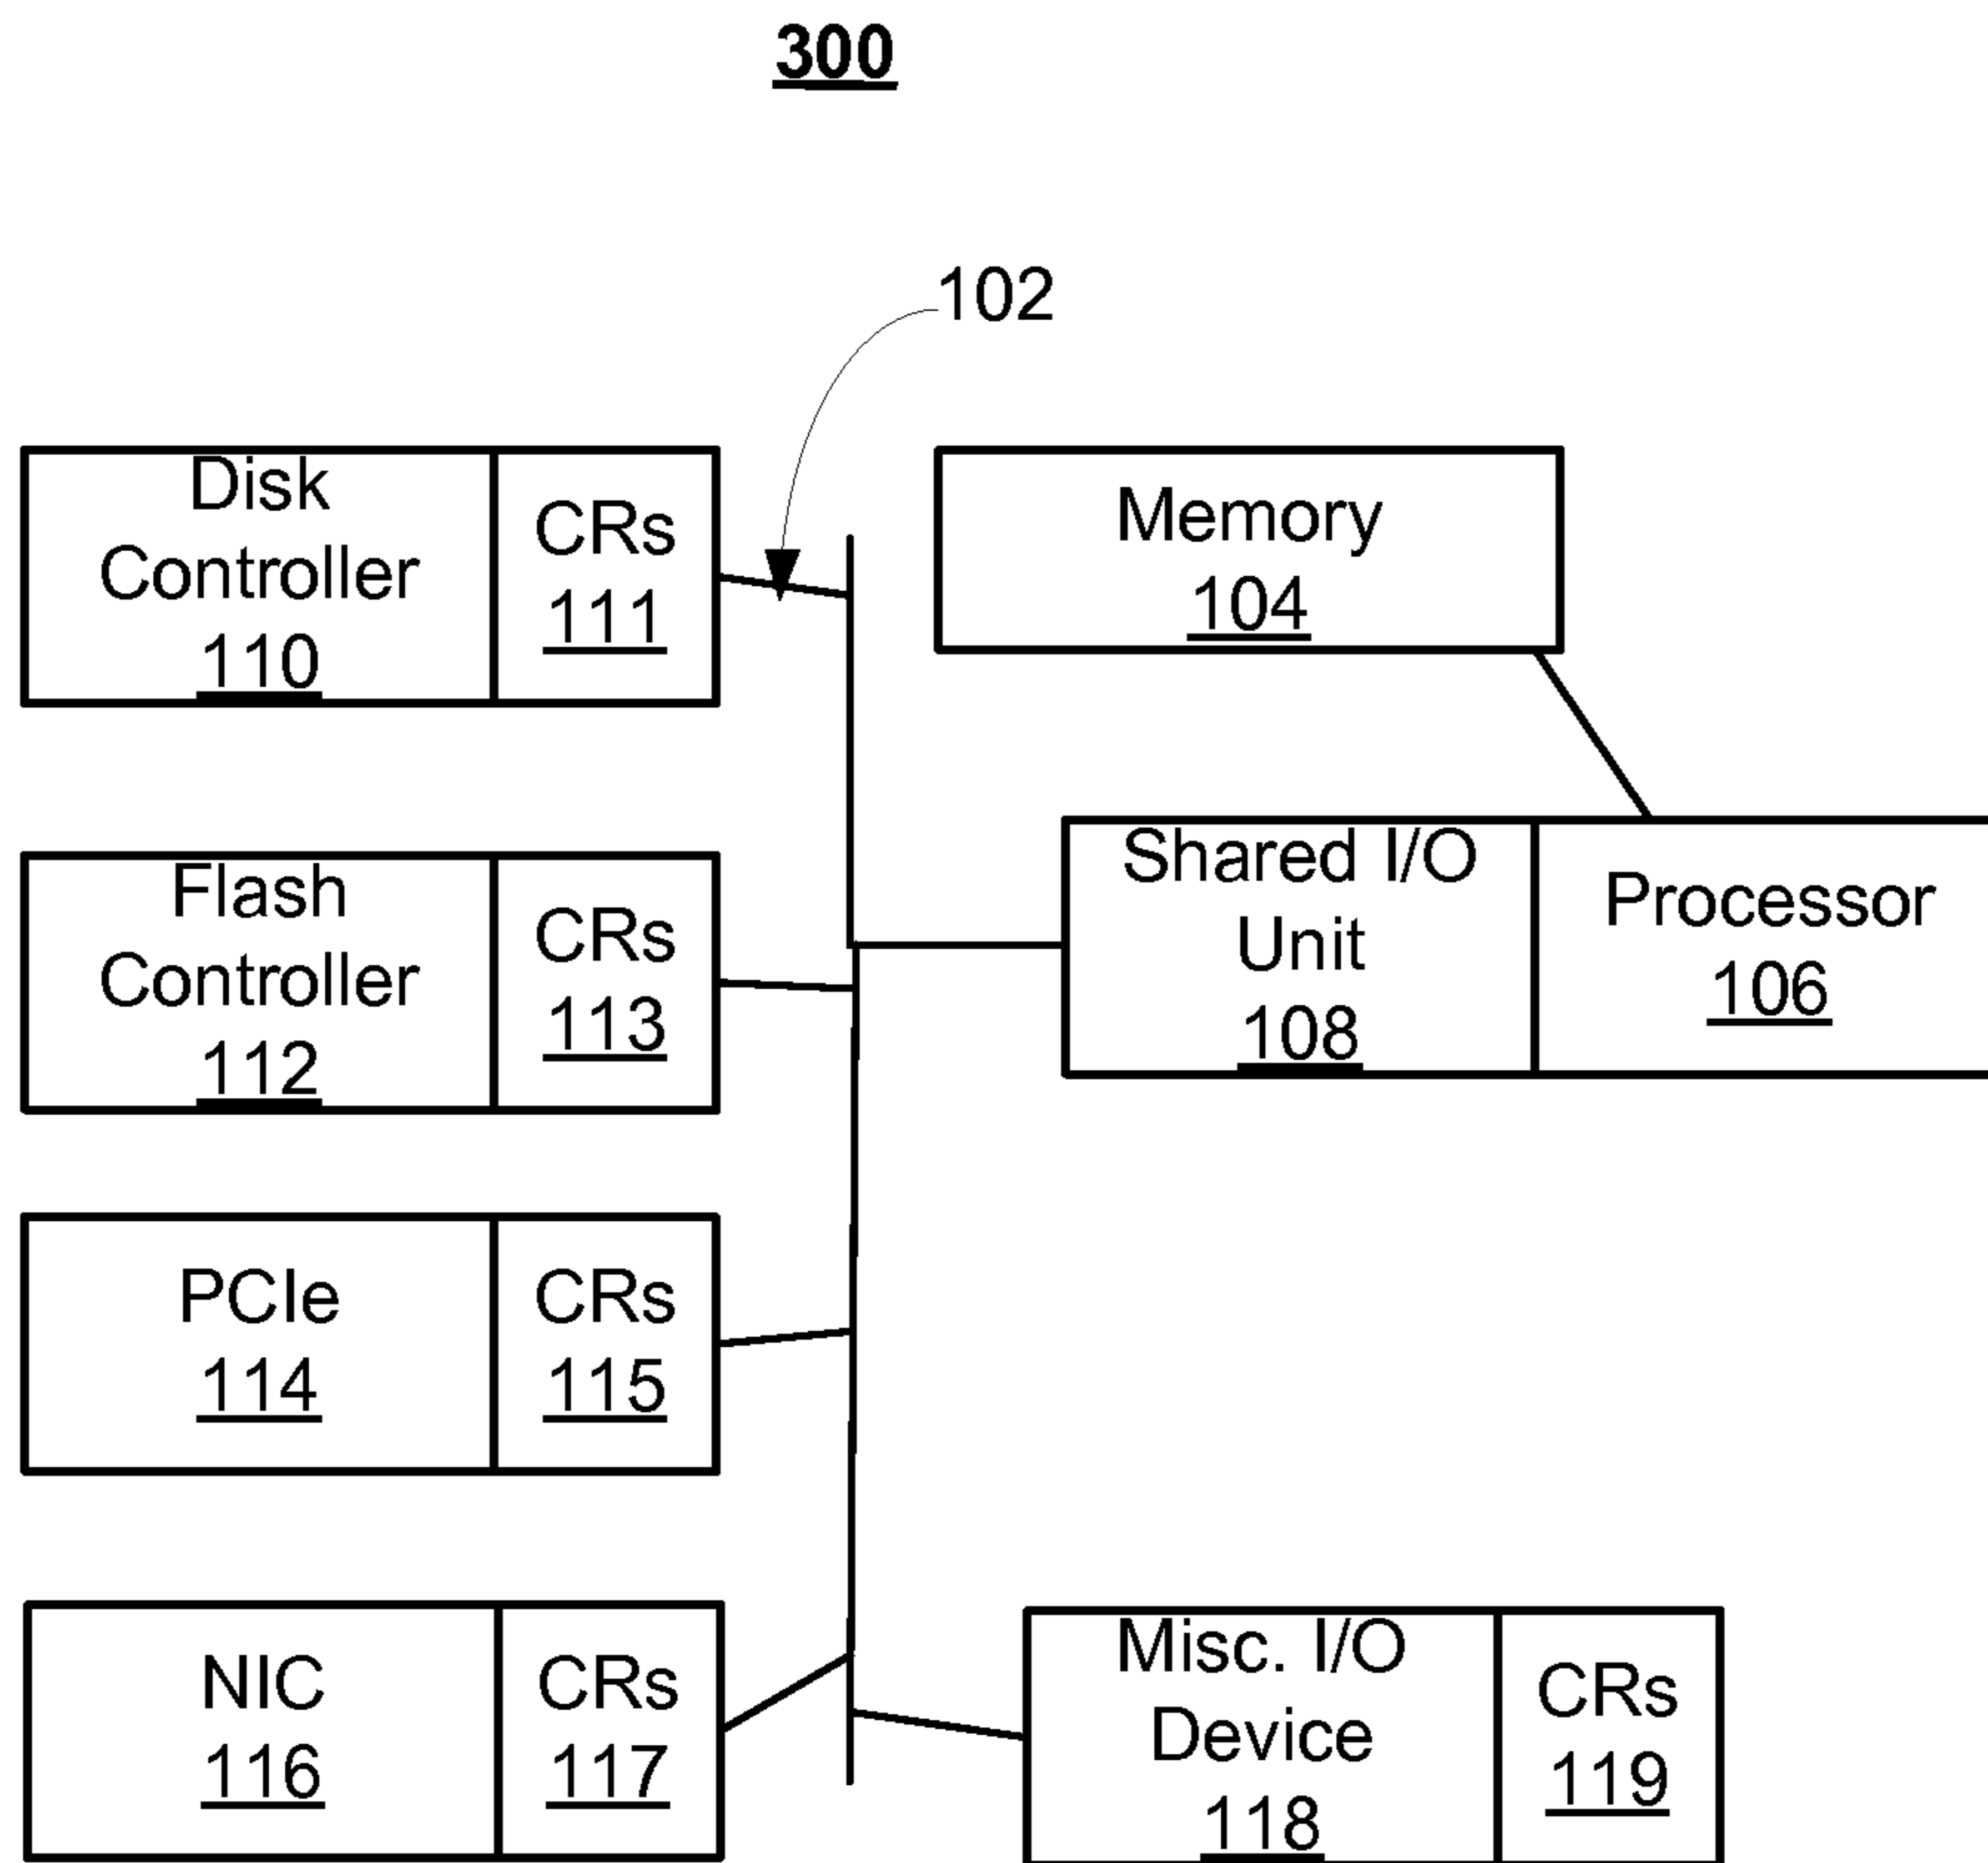 300
102
Disk
Controller
110
CRs
111
Memory
104
Flash
Controller
112
CRs
113
Shared I/O
Unit
108
Processor
106
PCIe
114
CRs
115
NIC
116
CRs
117
Misc. I/O
Device
118
CRs
119